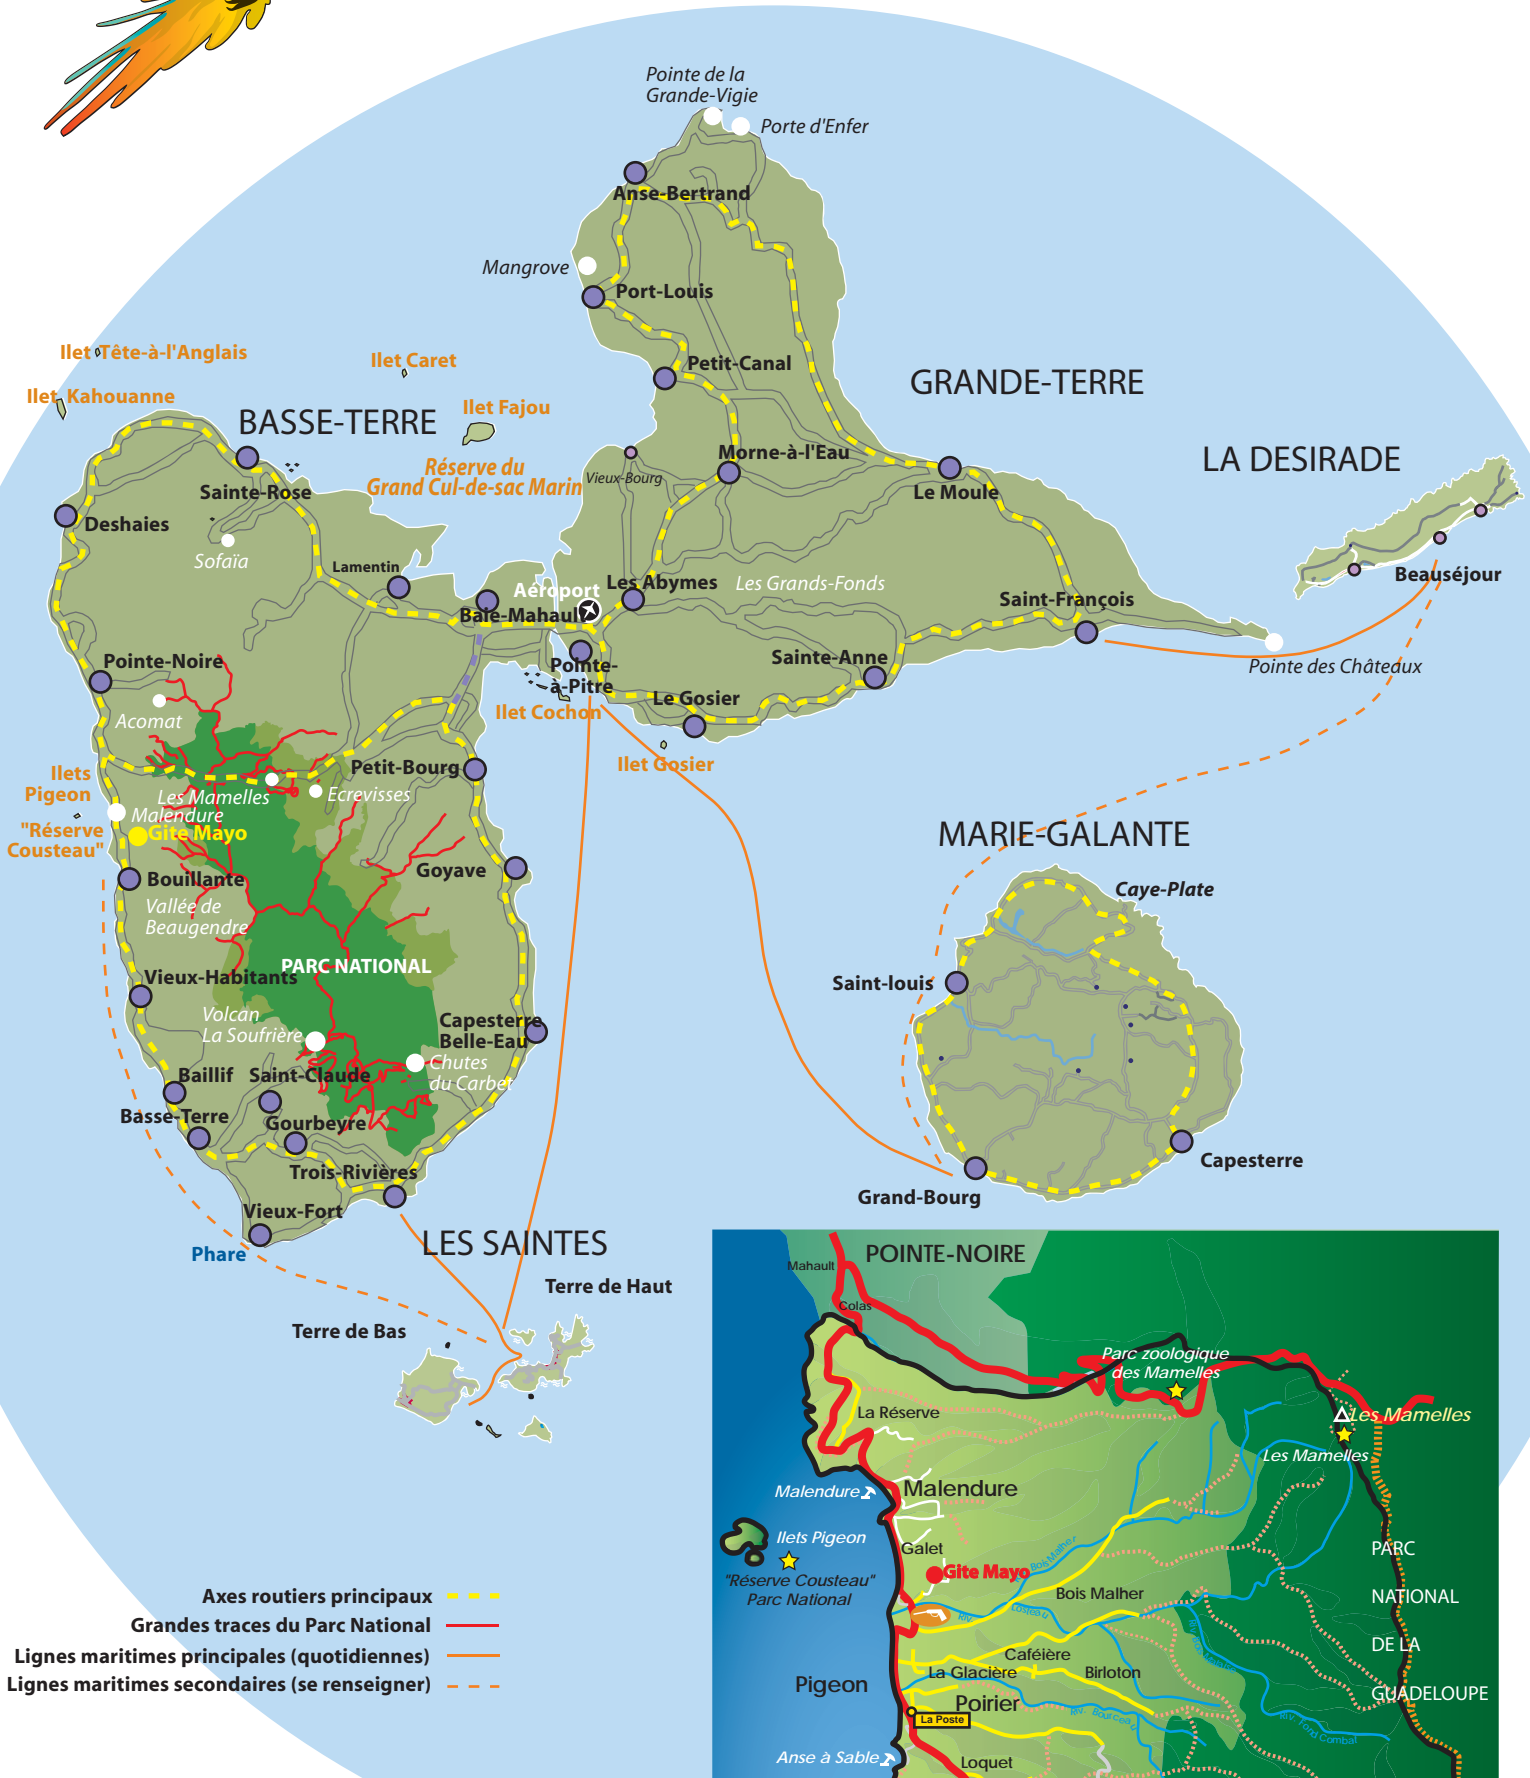 Pointe de la
Grande-Vigie
Porte d'Enfer
Anse-Bertrand
Mangrove
Port-Louis
Ilet Tête-à-l'Anglais
Ilet Caret
Petit-Canal
GRANDE-TERRE
Ilet Kahouanne
Ilet Fajou
BASSE-TERRE
Morne-à-l'Eau
LA DESIRADE
Réserve du
Grand Cul-de-sac Marin
Vieux-Bourg
Sainte-Rose
Le Moule
Deshaies
Sofaïa
Lamentin
Aéroport
Les Abymes
Les Grands-Fonds
Beauséjour
Baie-Mahault
Saint-François
Pointe-Noire
Pointe-
à-Pitre
Sainte-Anne
Pointe des Châteaux
Le Gosier
Acomat
Ilet Cochon
Ilets
Pigeon
Petit-Bourg
Ilet Gosier
Les Mamelles
Ecrevisses
Malendure
"Réserve
Cousteau"
Gite Mayo
MARIE-GALANTE
Goyave
Bouillante
Caye-Plate
Vallée de
Beaugendre
PARC NATIONAL
Vieux-Habitants
Saint-louis
Volcan
La Soufrière
Capesterre
Belle-Eau
Chutes
du Carbet
Baillif
Saint-Claude
Basse-Terre
Gourbeyre
Trois-Rivières
Capesterre
Grand-Bourg
Vieux-Fort
Phare
LES SAINTES
Terre de Haut
Terre de Bas
POINTE-NOIRE
Mahault
Colas
Parc zoologique
des Mamelles
La Réserve
Les Mamelles
Les Mamelles
Malendure
Malendure
Ilets Pigeon
Galet
Bois Malher
PARC
Gite Mayo
"Réserve Cousteau"
Parc National
Bois Malher
NATIONAL
Riv. Lostéau
DE LA
Caféière
La Glacière
Birloton
Pigeon
Poirier
GUADELOUPE
La Poste
Riv. Bourceau
Riv. Fond Combat
Anse à Sable
Loquet
Axes routiers principaux
Grandes traces du Parc National
Lignes maritimes principales (quotidiennes)
Lignes maritimes secondaires (se renseigner)